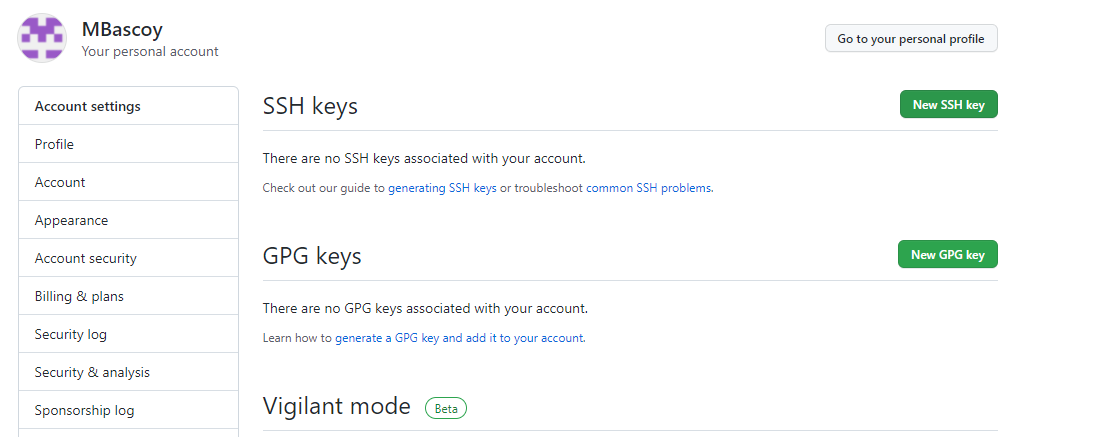 MBascoy
Your personal account
Go to your personal profile
Account settings
Profile
Account
Appearance
Account security
Billing & plans
Security log
Security & analysis
Sponsorship log
SSH keys
New SSH key
There are no SSH keys associated with your account.
Check out our guide to generating SSH keys or troubleshoot common SSH problems.
GPG keys
New GPG key
There are no GPG keys associated with your account.
Learn how to generate a GPG key and add it to your account.
Vigilant mode Beta